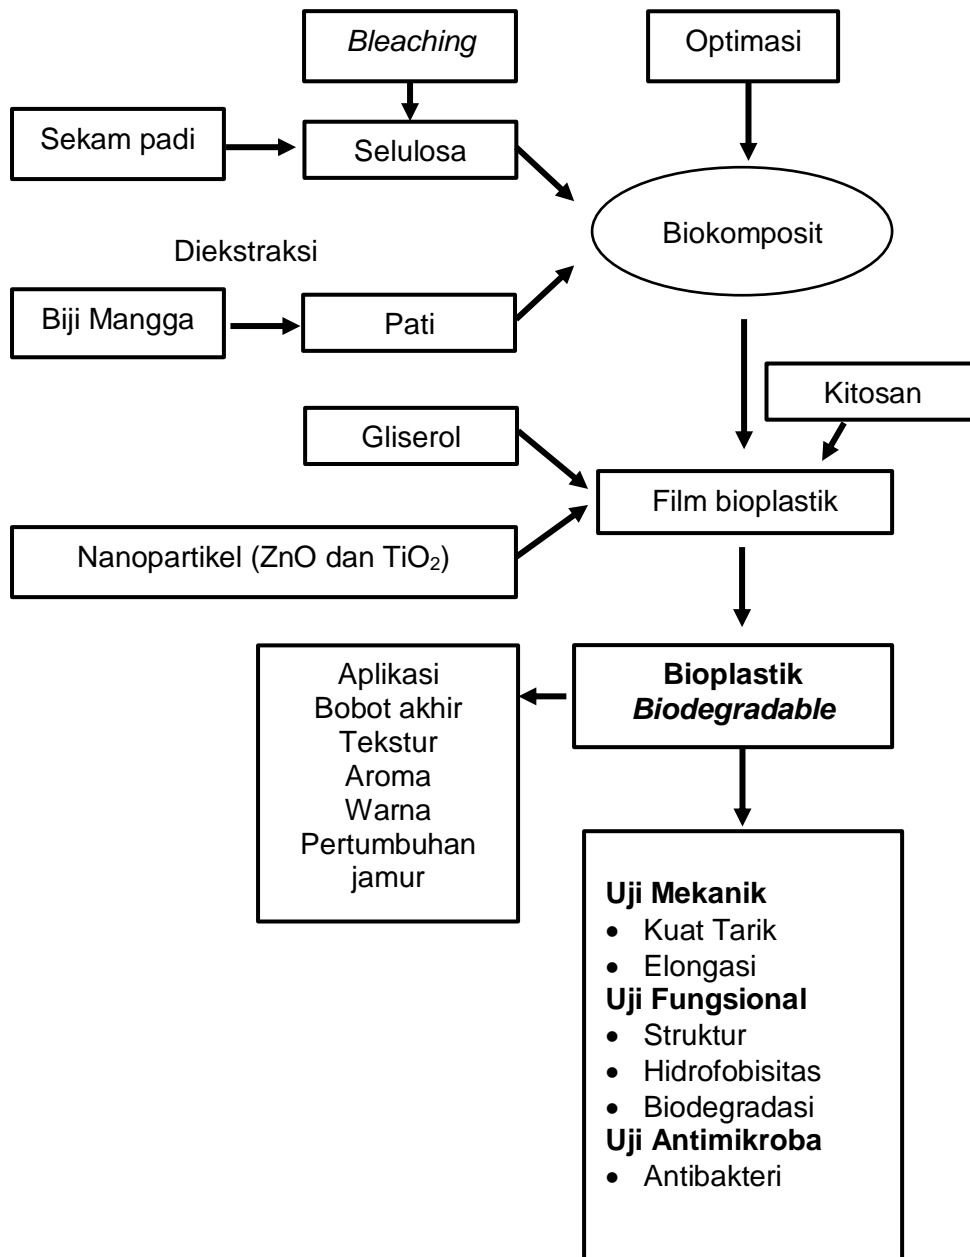 Bleaching
Optimasi
Sekam padi
Selulosa
Biokomposit
Diekstraksi
Biji Mangga
Pati
Kitosan
Gliserol
Film bioplastik
Nanopartikel (ZnO dan TiO₂)
Aplikasi
Bobot akhir
Tekstur
Aroma
Warna
Pertumbuhan
jamur
Bioplastik
Biodegradable
Uji Mekanik
• Kuat Tarik
• Elongasi
Uji Fungsional
• Struktur
• Hidrofobisitas
• Biodegradasi
Uji Antimikroba
• Antibakteri